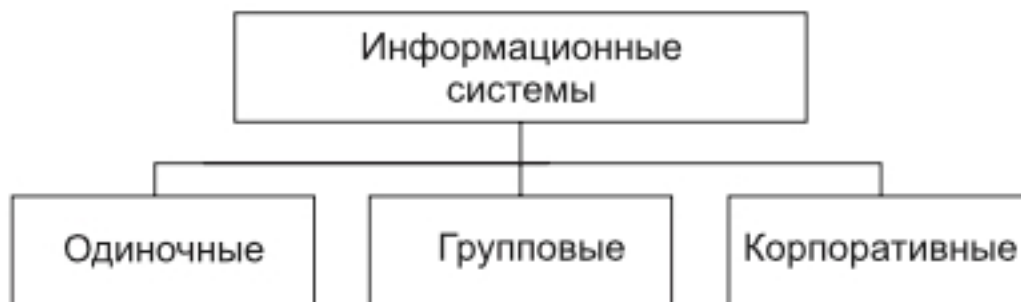 Информационные
системы
Одиночные
Групповые
Корпоративные